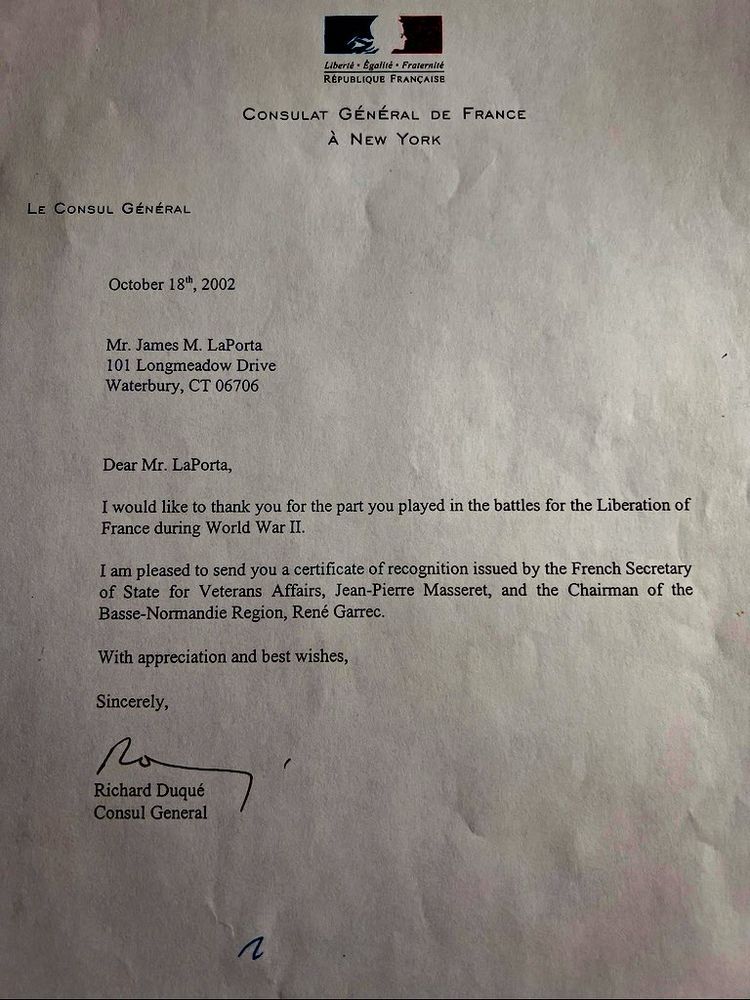 Liberté • Égalité • Fraternité
RÉPUBLIQUE FRANÇAISE
CONSULAT GÉNÉRAL DE FRANCE
À NEW YORK
LE CONSUL GÉNÉRAL
October 18th, 2002
Mr. James M. LaPorta
101 Longmeadow Drive
Waterbury, CT 06706
Dear Mr. LaPorta,
I would like to thank you for the part you played in the battles for the Liberation of
France during World War II.
I am pleased to send you a certificate of recognition issued by the French Secretary
of State for Veterans Affairs, Jean-Pierre Masseret, and the Chairman of the
Basse-Normandie Region, René Garrec.
With appreciation and best wishes,
Sincerely,
Richard Duqué
Consul General